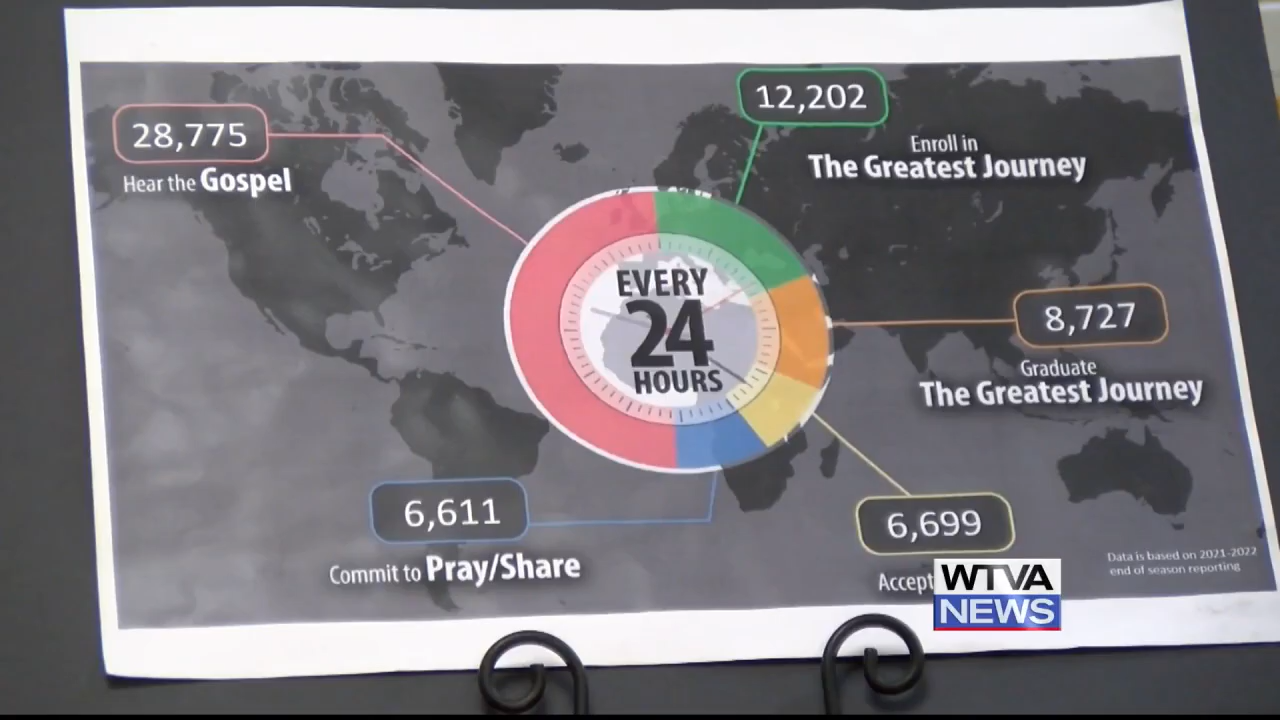 28,775
Hear the Gospel
12,202
Enroll in
The Greatest Journey
EVERY
24
HOURS
8,727
Graduate
The Greatest Journey
6,611
Commit to Pray/Share
6,699
Accept
Data is based on 2021-2022
end of season reporting
WTVA
NEWS